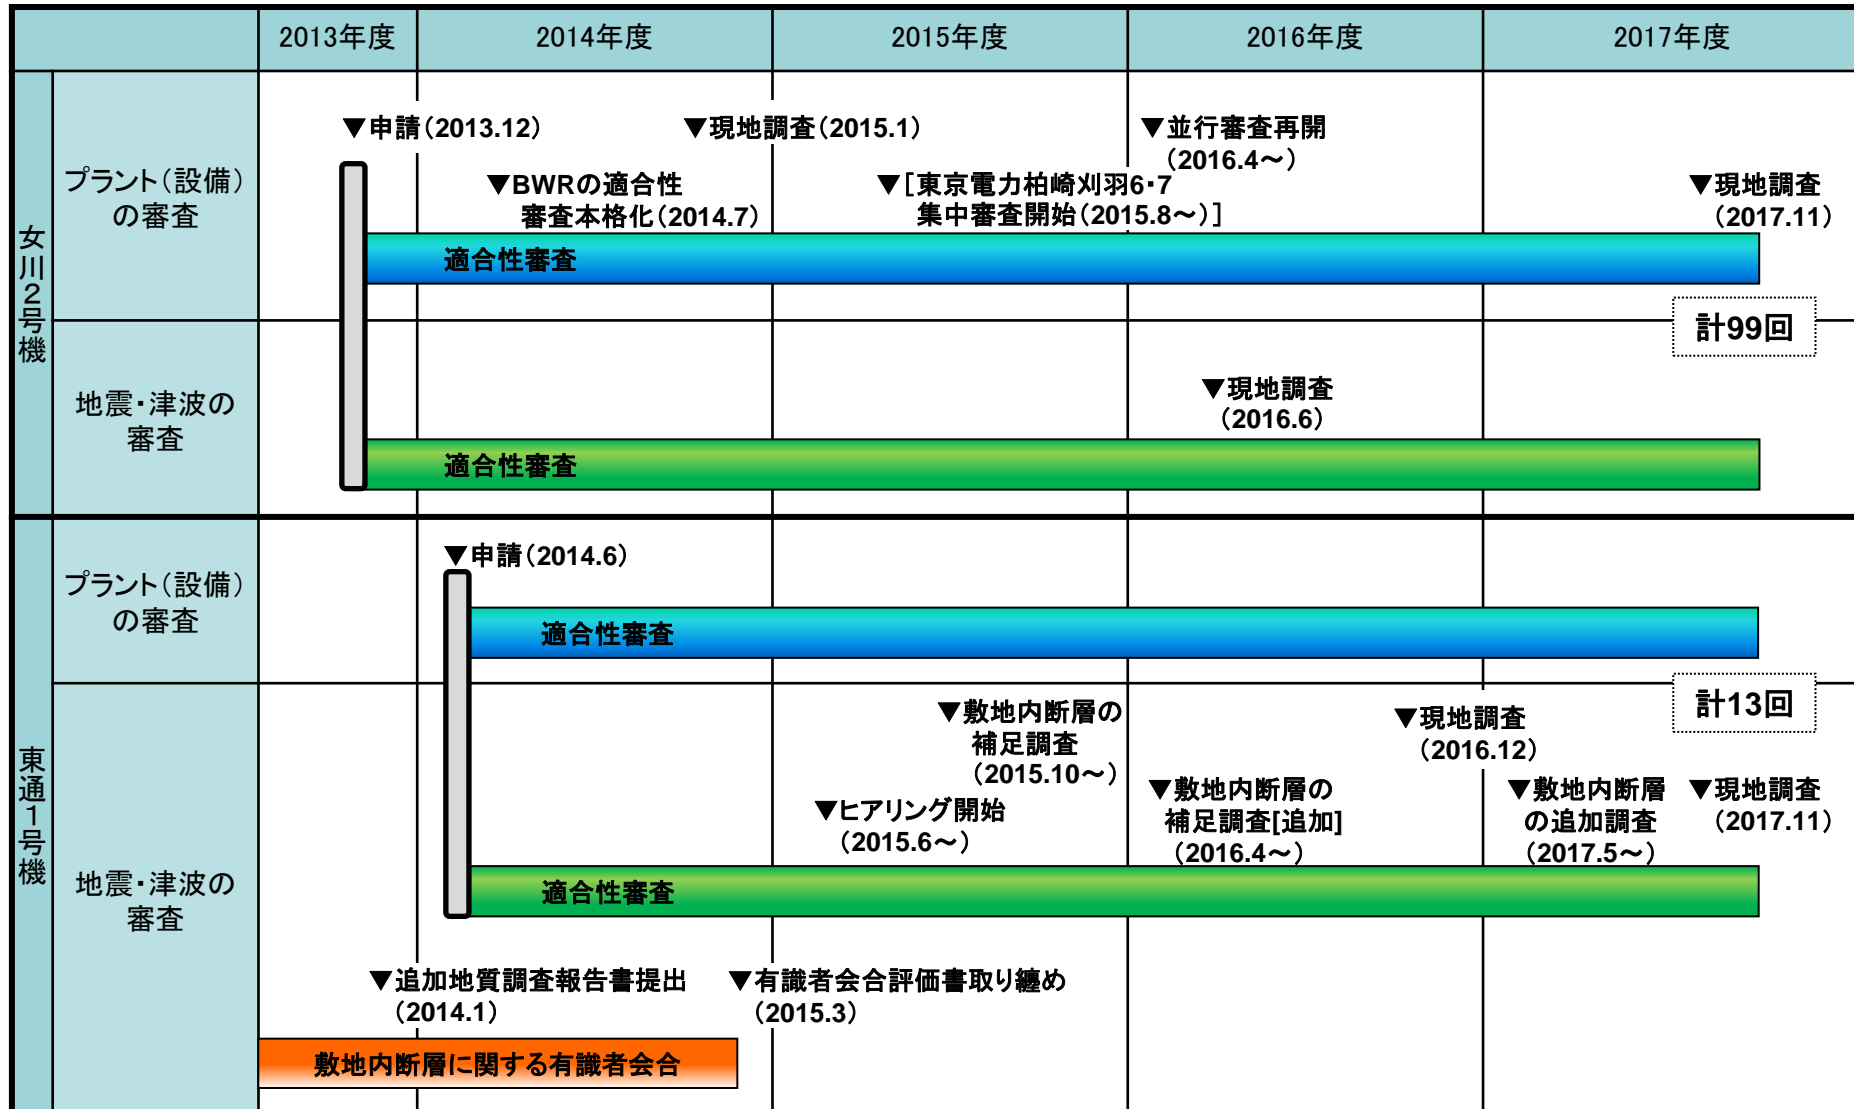 2013年度
2014年度
2015年度
2016年度
2017年度
女川2号機
プラント(設備)
の審査
▼申請(2013.12)
▼現地調査(2015.1)
▼並行審査再開
(2016.4～)
▼BWRの適合性
審査本格化(2014.7)
▼[東京電力柏崎刈羽6・7
集中審査開始(2015.8～)]
▼現地調査
(2017.11)
適合性審査
計99回
地震・津波の
審査
▼現地調査
(2016.6)
適合性審査
東通1号機
プラント(設備)
の審査
▼申請(2014.6)
適合性審査
計13回
地震・津波の
審査
▼敷地内断層の
補足調査
(2015.10～)
▼現地調査
(2016.12)
▼ヒアリング開始
(2015.6～)
▼敷地内断層の
補足調査[追加]
(2016.4～)
▼敷地内断層
の追加調査
(2017.5～)
▼現地調査
(2017.11)
適合性審査
▼追加地質調査報告書提出
(2014.1)
▼有識者会合評価書取り纏め
(2015.3)
敷地内断層に関する有識者会合